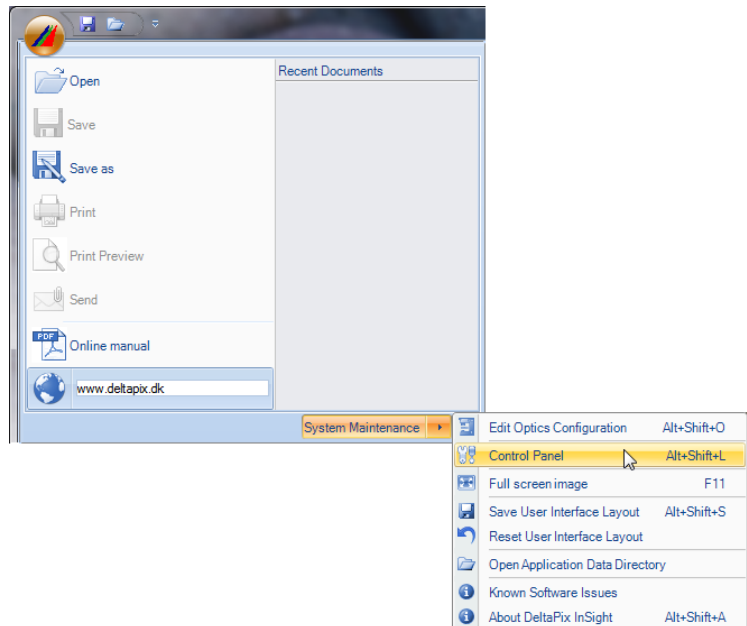 Open
Recent Documents
Save
Save as
Print
Print Preview
Send
PDF
Online manual
www.deltapix.dk
System Maintenance
Edit Optics Configuration Alt+Shift+O
Control Panel Alt+Shift+L
Full screen image F11
Save User Interface Layout Alt+Shift+S
Reset User Interface Layout
Open Application Data Directory
Known Software Issues
About DeltaPix InSight Alt+Shift+A